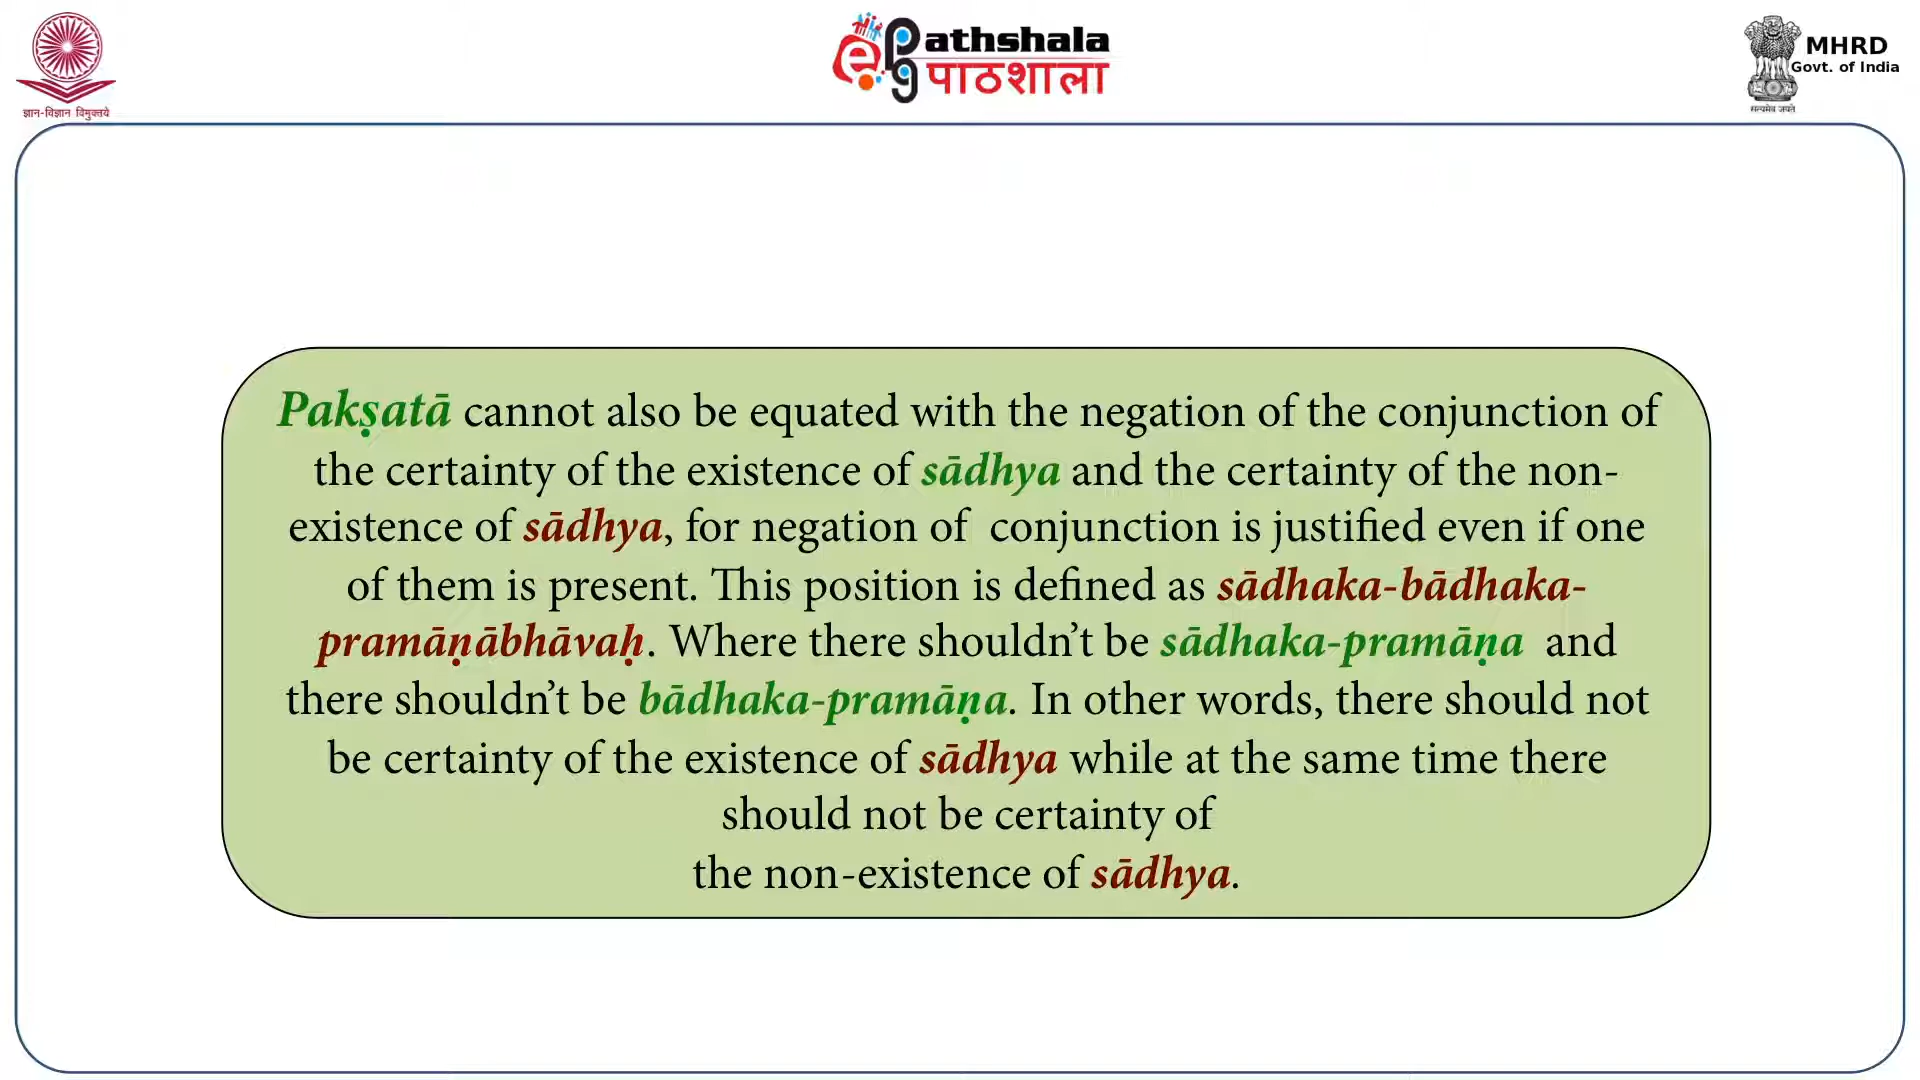 ज्ञान-विज्ञान विमुक्तये
ePG athshala
पाठशाला
MHRD
Govt. of India
सत्यमेव जयते
Pakṣatā cannot also be equated with the negation of the conjunction of
the certainty of the existence of sādhya and the certainty of the non-
existence of sādhya, for negation of conjunction is justified even if one
of them is present. This position is defined as sādhaka-bādhaka-
pramāṇābhāvaḥ. Where there shouldn’t be sādhaka-pramāṇa and
there shouldn’t be bādhaka-pramāṇa. In other words, there should not
be certainty of the existence of sādhya while at the same time there
should not be certainty of
the non-existence of sādhya.